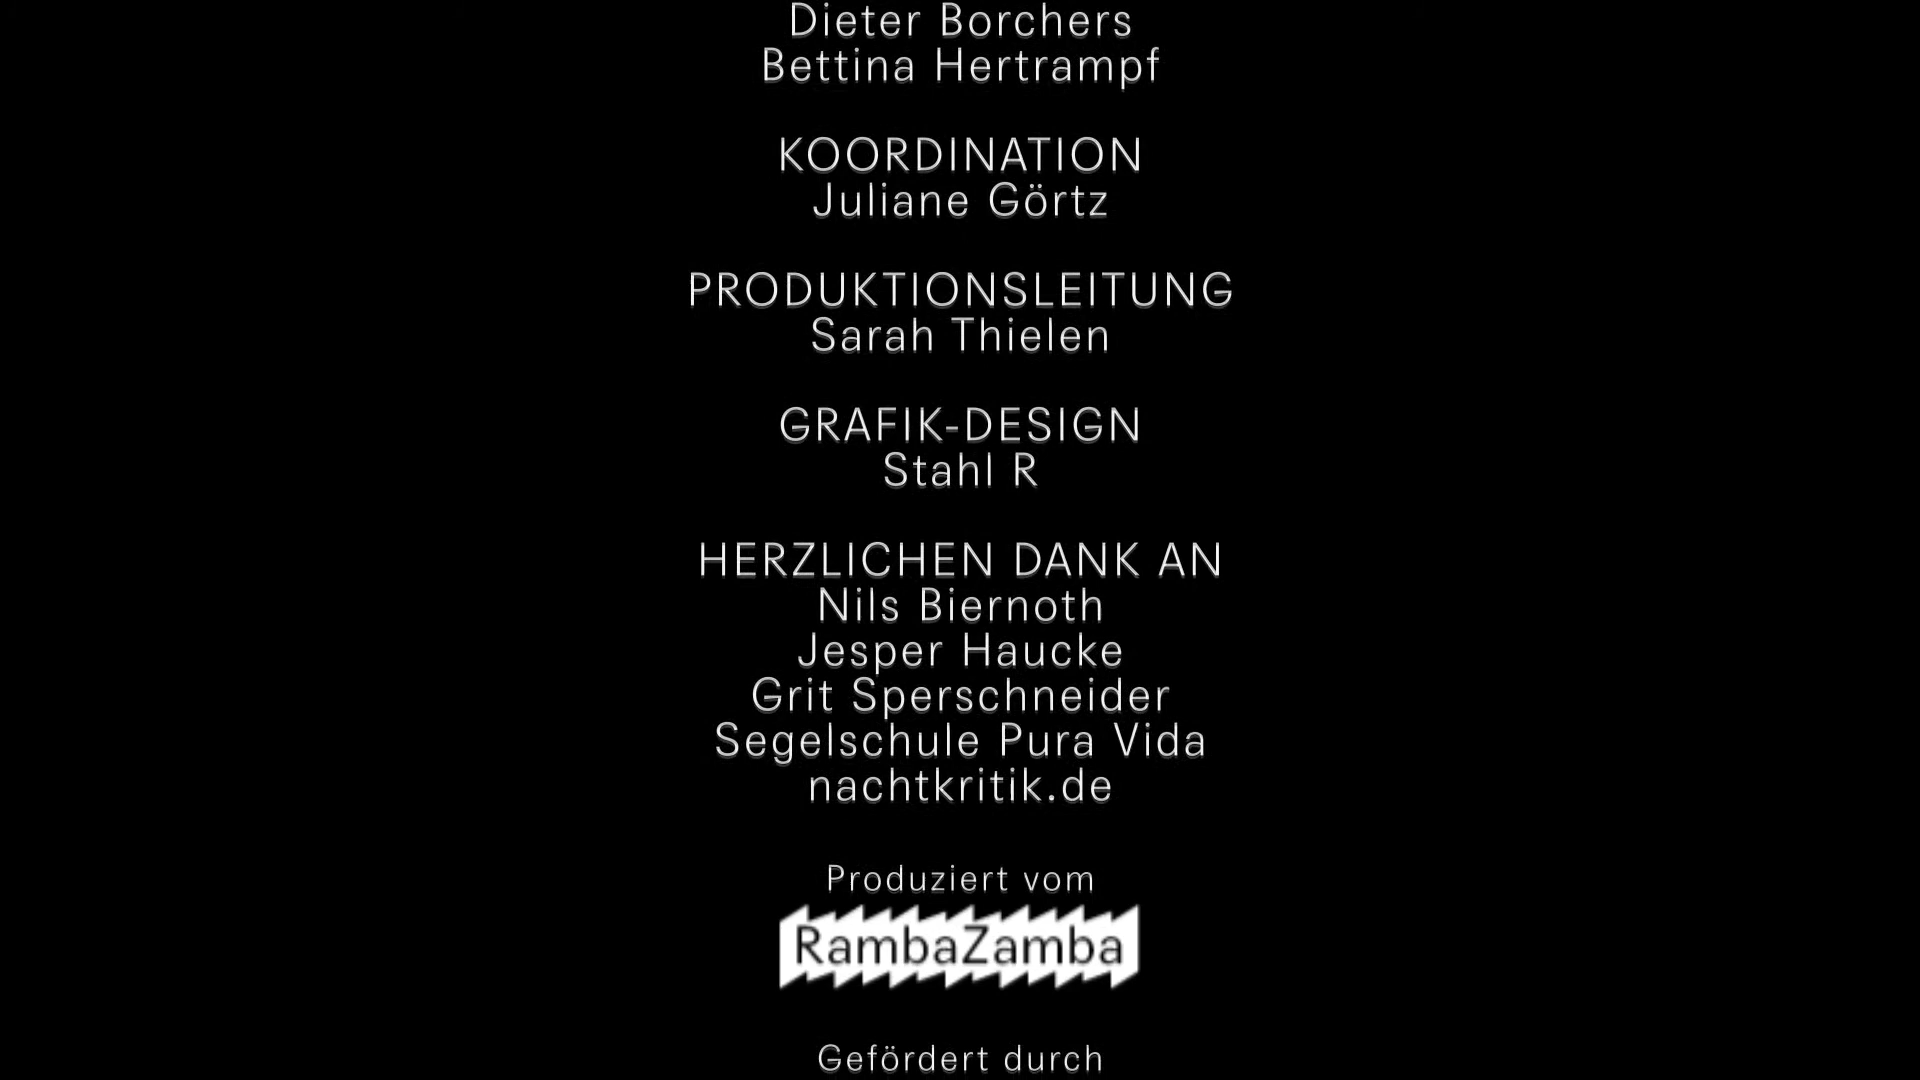 Dieter Borchers
Bettina Hertrampf
KOORDINATION
Juliane Görtz
PRODUKTIONSLEITUNG
Sarah Thielen
GRAFIK-DESIGN
Stahl R
HERZLICHEN DANK AN
Nils Biernoth
Jesper Haucke
Grit Sperschneider
Segelschule Pura Vida
nachtkritik.de
Produziert vom
RambaZamba
Gefördert durch